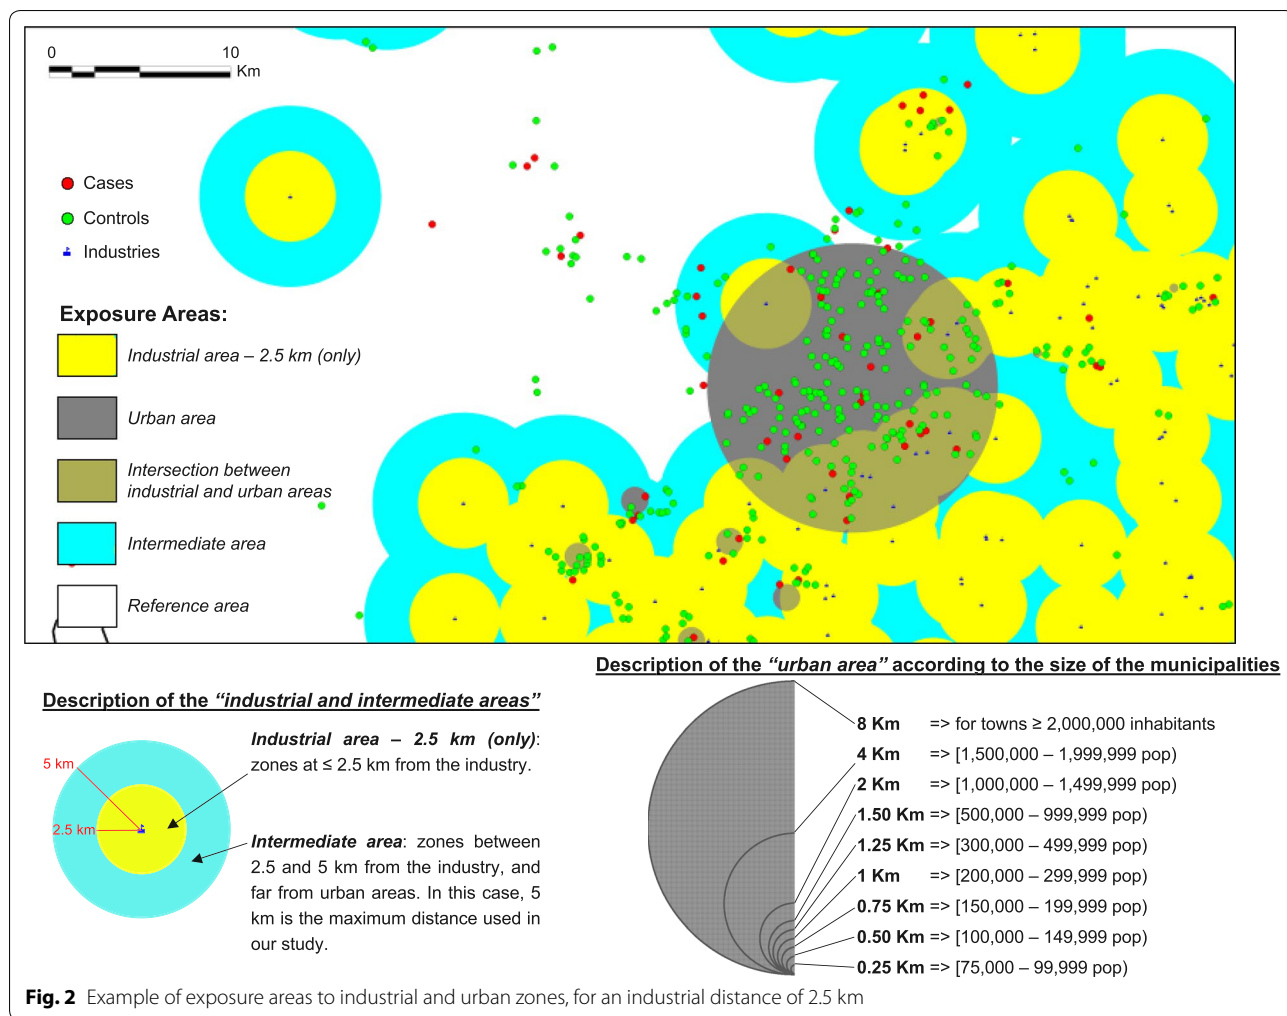 0
10
Km
Cases
Controls
Industries
Exposure Areas:
Industrial area – 2.5 km (only)
Urban area
Intersection between
industrial and urban areas
Intermediate area
Reference area
Description of the “industrial and intermediate areas”
5 km
2.5 km
Industrial area – 2.5 km (only):
zones at ≤ 2.5 km from the industry.
Intermediate area: zones between
2.5 and 5 km from the industry, and
far from urban areas. In this case, 5
km is the maximum distance used in
our study.
Description of the “urban area” according to the size of the municipalities
8 Km => for towns ≥ 2,000,000 inhabitants
4 Km => [1,500,000 – 1,999,999 pop)
2 Km => [1,000,000 – 1,499,999 pop)
1.50 Km => [500,000 – 999,999 pop)
1.25 Km => [300,000 – 499,999 pop)
1 Km => [200,000 – 299,999 pop)
0.75 Km => [150,000 – 199,999 pop)
0.50 Km => [100,000 – 149,999 pop)
0.25 Km => [75,000 – 99,999 pop)
Fig. 2 Example of exposure areas to industrial and urban zones, for an industrial distance of 2.5 km